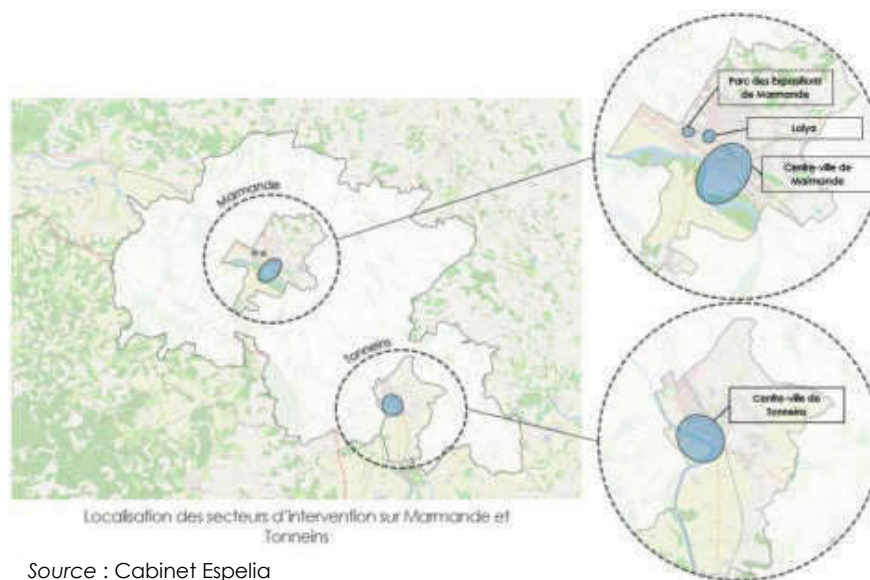 Parc des Expositions
de Marmande
Lolya
Centre-ville de
Marmande
Marmande
Tonneins
Centre-ville de
Tonneins
Localisation des secteurs d'intervention sur Marmande et
Tonneins
Source : Cabinet Espelia